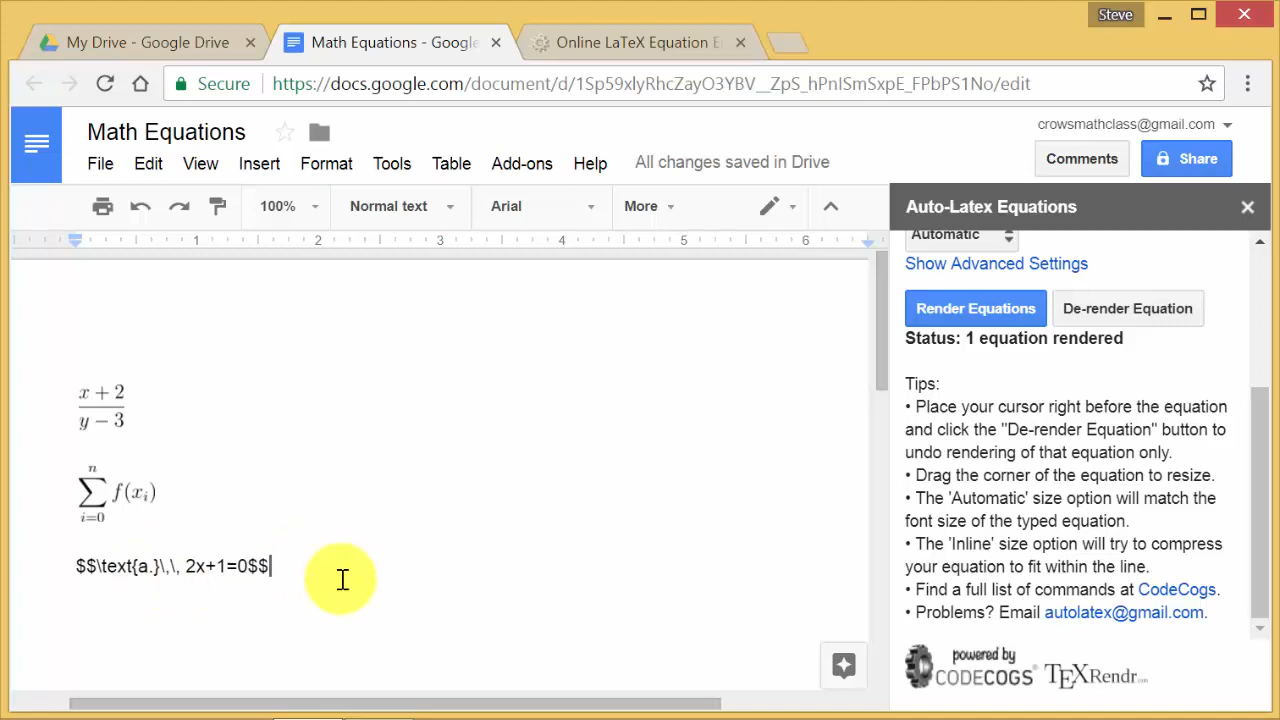 Steve
My Drive - Google Drive
Math Equations - Google
Online LaTeX Equation E
Secure
https://docs.google.com/document/d/1Sp59xlyRhcZayO3YBV__ZpS_hPnISmSxpE_FPbPS1No/edit
Math Equations
crowsmathclass@gmail.com
File Edit View Insert Format Tools Table Add-ons Help All changes saved in Drive
Comments
Share
100% Normal text Arial More
Auto-Latex Equations
1 2 3 4 5 6
Automatic
Show Advanced Settings
Render Equations
De-render Equation
Status: 1 equation rendered
Tips:
• Place your cursor right before the equation
and click the "De-render Equation" button to
undo rendering of that equation only.
• Drag the corner of the equation to resize.
• The 'Automatic' size option will match the
font size of the typed equation.
• The 'Inline' size option will try to compress
your equation to fit within the line.
• Find a full list of commands at CodeCogs.
• Problems? Email autolatex@gmail.com.
powered by
CODECOGS®
TEXRendr.com
x + 2
y − 3
n
∑ f(xᵢ)
i=0
$$\text{a.}\,\, 2x+1=0$$